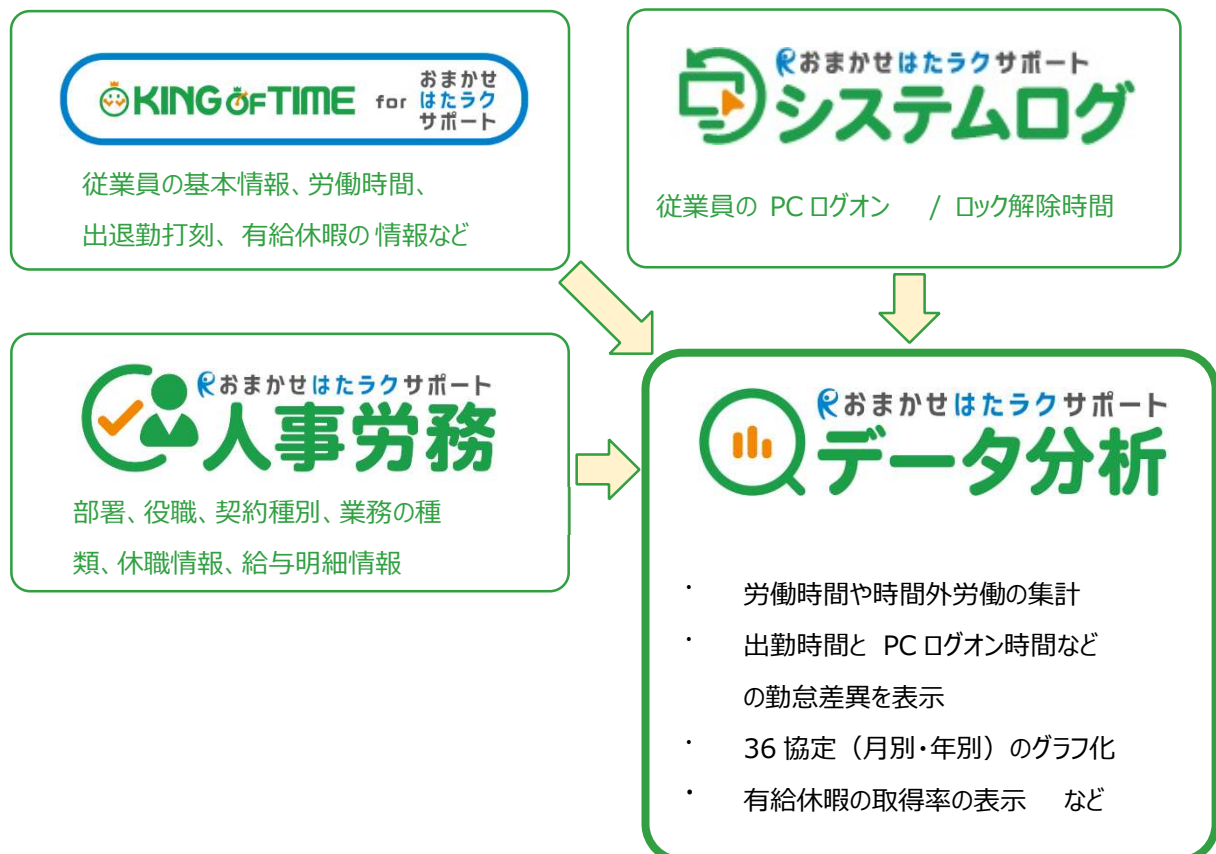 KING OF TIME for おまかせ
はたラク
サポート
従業員の基本情報、労働時間、
出退勤打刻、有給休暇の情報など
おまかせはたラクサポート
システムログ
従業員の PC ログオン / ロック解除時間
おまかせはたラクサポート
人事労務
部署、役職、契約種別、業務の種
類、休職情報、給与明細情報
おまかせはたラクサポート
データ分析
・ 労働時間や時間外労働の集計
・ 出勤時間と PC ログオン時間など
の勤怠差異を表示
・ 36 協定（月別・年別）のグラフ化
・ 有給休暇の取得率の表示 など